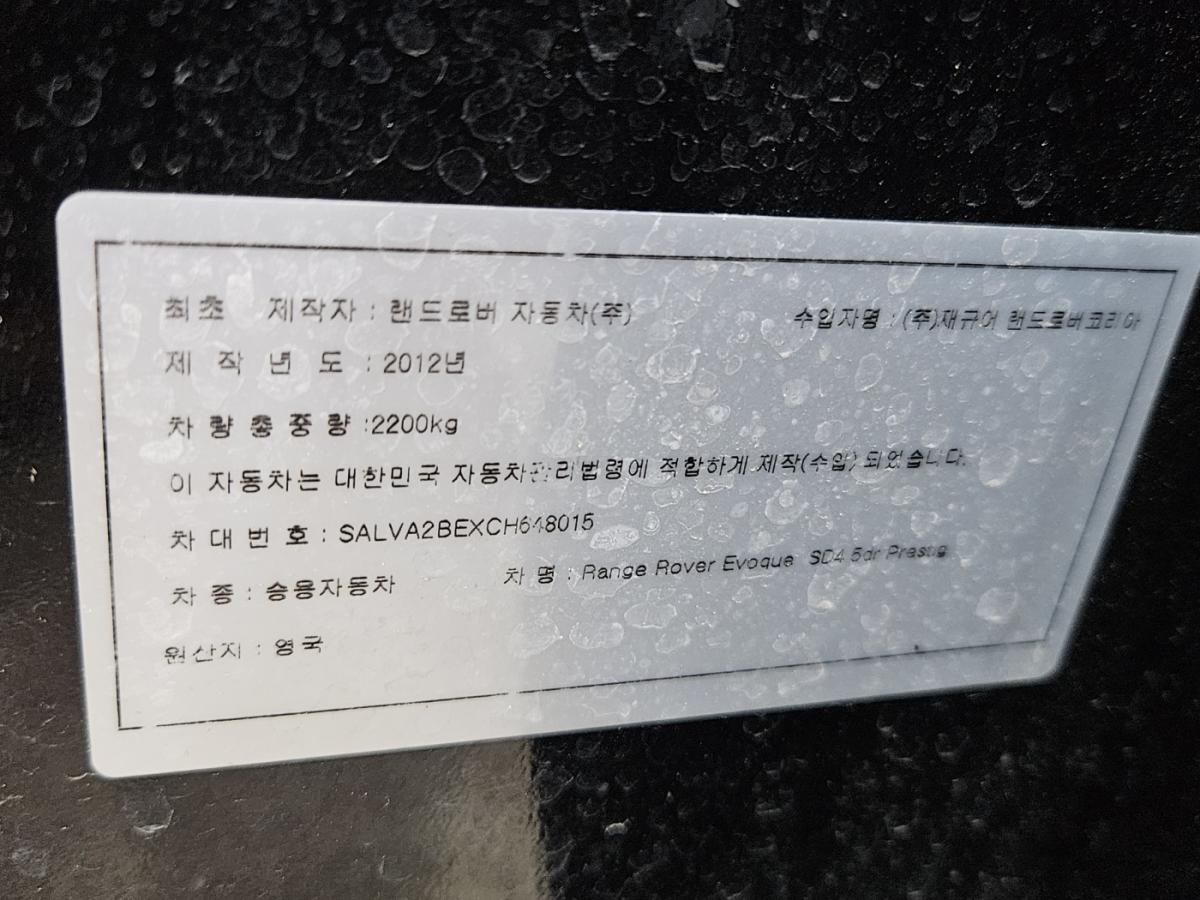 최초 제작자 : 랜드로버 자동차(주) 수입자명 : (주)재규어 랜드로버코리아
제 작 년 도 : 2012년
차 량 총 중 량 :2200kg
이 자동차는 대한민국 자동차관리법령에 적합하게 제작(수입) 되었습니다.
차 대 번 호 : SALVA2BEXCH648015
차 종 : 승용자동차 차 명 : Range Rover Evoque SD4 5dr Prestig
원산지 : 영국